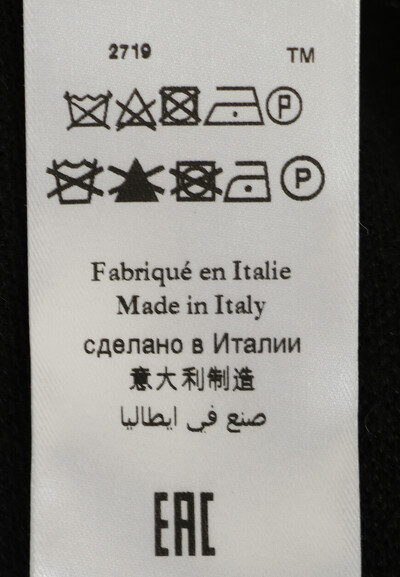 2719 TM
P
P
Fabriqué en Italie
Made in Italy
сделано в Италии
意大利制造
صنع في ايطاليا
EAC